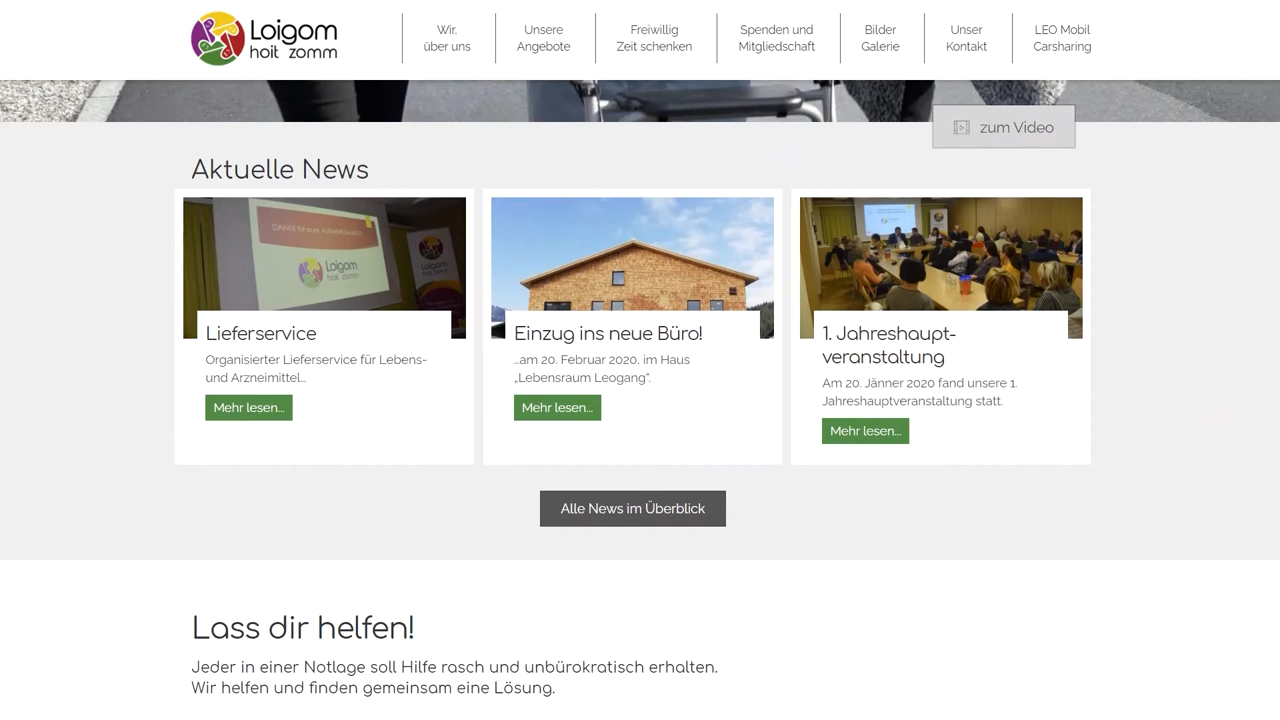 Loigom
hoit zomm
Wir,
über uns
Unsere
Angebote
Freiwillig
Zeit schenken
Spenden und
Mitgliedschaft
Bilder
Galerie
Unser
Kontakt
LEO Mobil
Carsharing
zum Video
Aktuelle News
DANKE für eure AUFMERKSAMKEIT
Loigom
hoit zomm
Lieferservice
Organisierter Lieferservice für Lebens-
und Arzneimittel...
Mehr lesen...
Einzug ins neue Büro!
...am 20. Februar 2020, im Haus
„Lebensraum Leogang”.
Mehr lesen...
1. Jahreshaupt-
veranstaltung
Am 20. Jänner 2020 fand unsere 1.
Jahreshauptveranstaltung statt.
Mehr lesen...
Alle News im Überblick
Lass dir helfen!
Jeder in einer Notlage soll Hilfe rasch und unbürokratisch erhalten.
Wir helfen und finden gemeinsam eine Lösung.